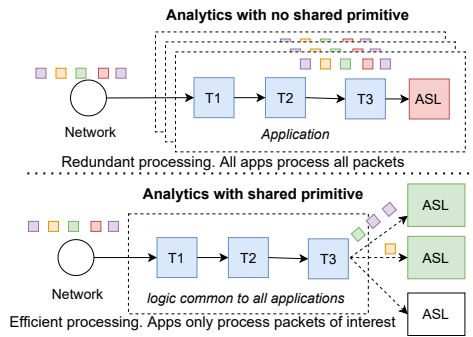 Analytics with no shared primitive
T1
T2
T3
ASL
Network
Application
Redundant processing. All apps process all packets
Analytics with shared primitive
ASL
T1
T2
T3
ASL
Network
logic common to all applications
ASL
Efficient processing. Apps only process packets of interest